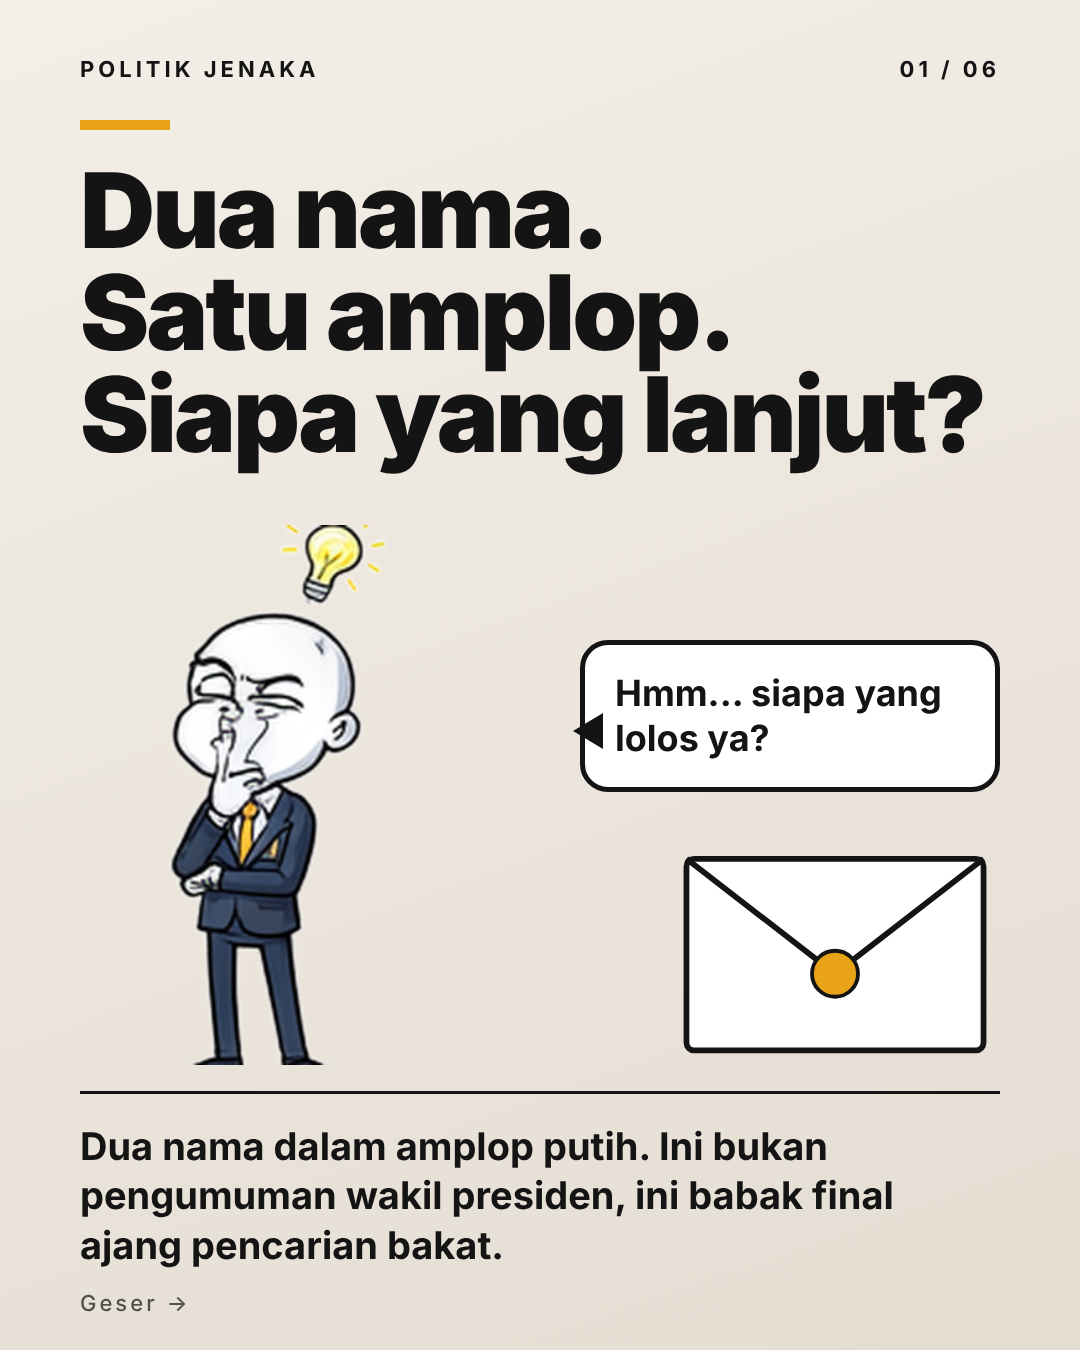 POLITIK JENAKA
01 / 06
Dua nama.
Satu amplop.
Siapa yang lanjut?
Hmm... siapa yang
lolos ya?
Dua nama dalam amplop putih. Ini bukan
pengumuman wakil presiden, ini babak final
ajang pencarian bakat.
Geser →